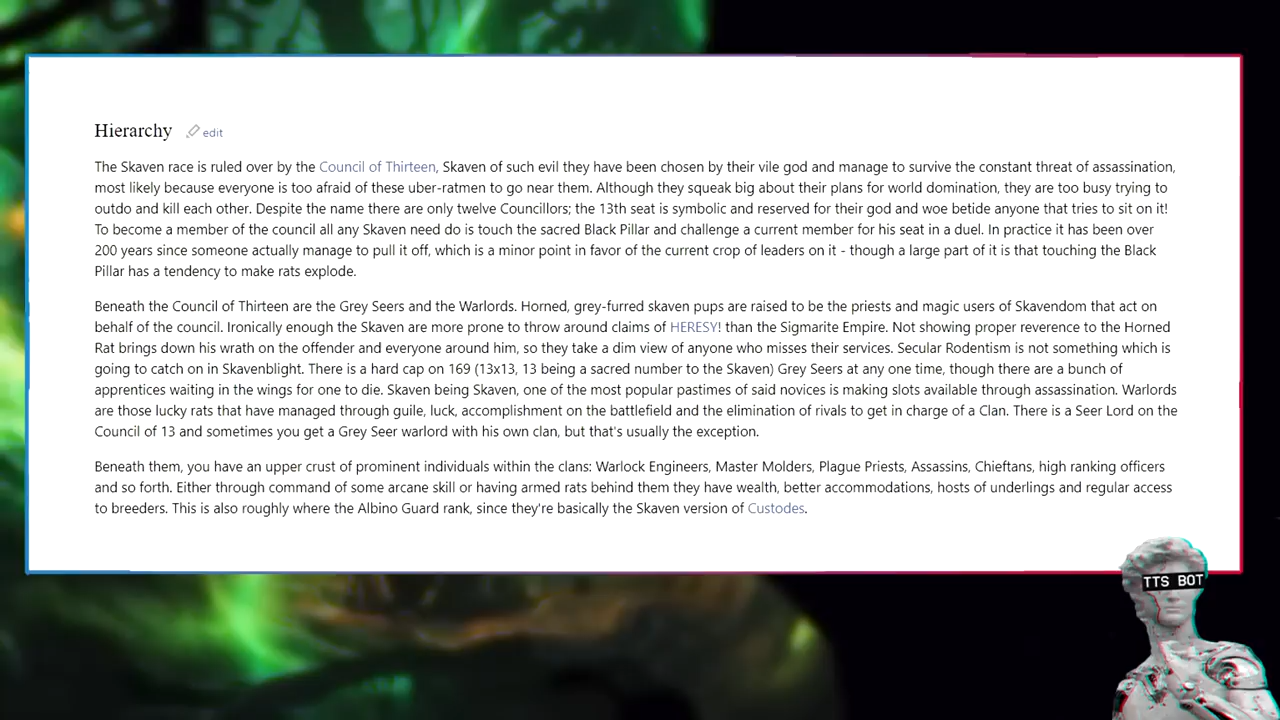 Hierarchy edit
The Skaven race is ruled over by the Council of Thirteen, Skaven of such evil they have been chosen by their vile god and manage to survive the constant threat of assassination,
most likely because everyone is too afraid of these uber-ratmen to go near them. Although they squeak big about their plans for world domination, they are too busy trying to
outdo and kill each other. Despite the name there are only twelve Councillors; the 13th seat is symbolic and reserved for their god and woe betide anyone that tries to sit on it!
To become a member of the council all any Skaven need do is touch the sacred Black Pillar and challenge a current member for his seat in a duel. In practice it has been over
200 years since someone actually manage to pull it off, which is a minor point in favor of the current crop of leaders on it - though a large part of it is that touching the Black
Pillar has a tendency to make rats explode.
Beneath the Council of Thirteen are the Grey Seers and the Warlords. Horned, grey-furred skaven pups are raised to be the priests and magic users of Skavendom that act on
behalf of the council. Ironically enough the Skaven are more prone to throw around claims of HERESY! than the Sigmarite Empire. Not showing proper reverence to the Horned
Rat brings down his wrath on the offender and everyone around him, so they take a dim view of anyone who misses their services. Secular Rodentism is not something which is
going to catch on in Skavenblight. There is a hard cap on 169 (13x13, 13 being a sacred number to the Skaven) Grey Seers at any one time, though there are a bunch of
apprentices waiting in the wings for one to die. Skaven being Skaven, one of the most popular pastimes of said novices is making slots available through assassination. Warlords
are those lucky rats that have managed through guile, luck, accomplishment on the battlefield and the elimination of rivals to get in charge of a Clan. There is a Seer Lord on the
Council of 13 and sometimes you get a Grey Seer warlord with his own clan, but that's usually the exception.
Beneath them, you have an upper crust of prominent individuals within the clans: Warlock Engineers, Master Molders, Plague Priests, Assassins, Chieftans, high ranking officers
and so forth. Either through command of some arcane skill or having armed rats behind them they have wealth, better accommodations, hosts of underlings and regular access
to breeders. This is also roughly where the Albino Guard rank, since they're basically the Skaven version of Custodes.
TTS BOT